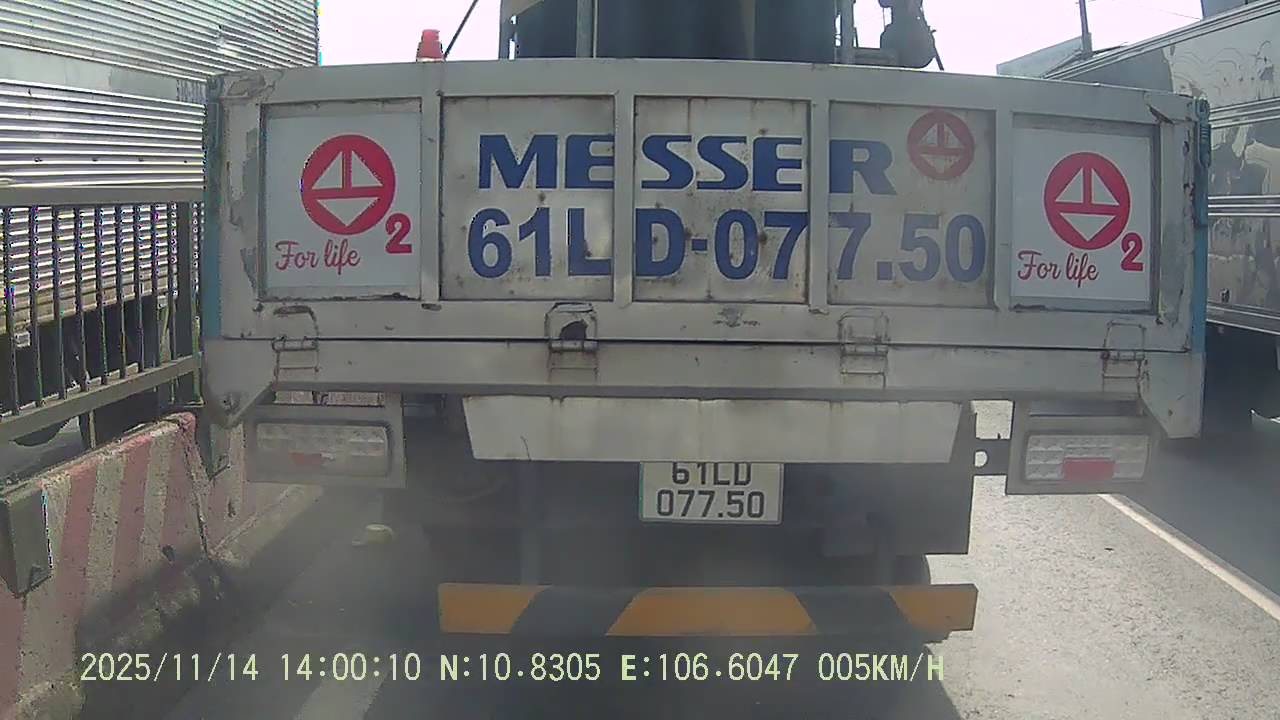 MESSER
61LD-077.50
2
For life
2
For life
61LD
077.50
2025/11/14 14:00:10 N:10.8305 E:106.6047 005KM/H